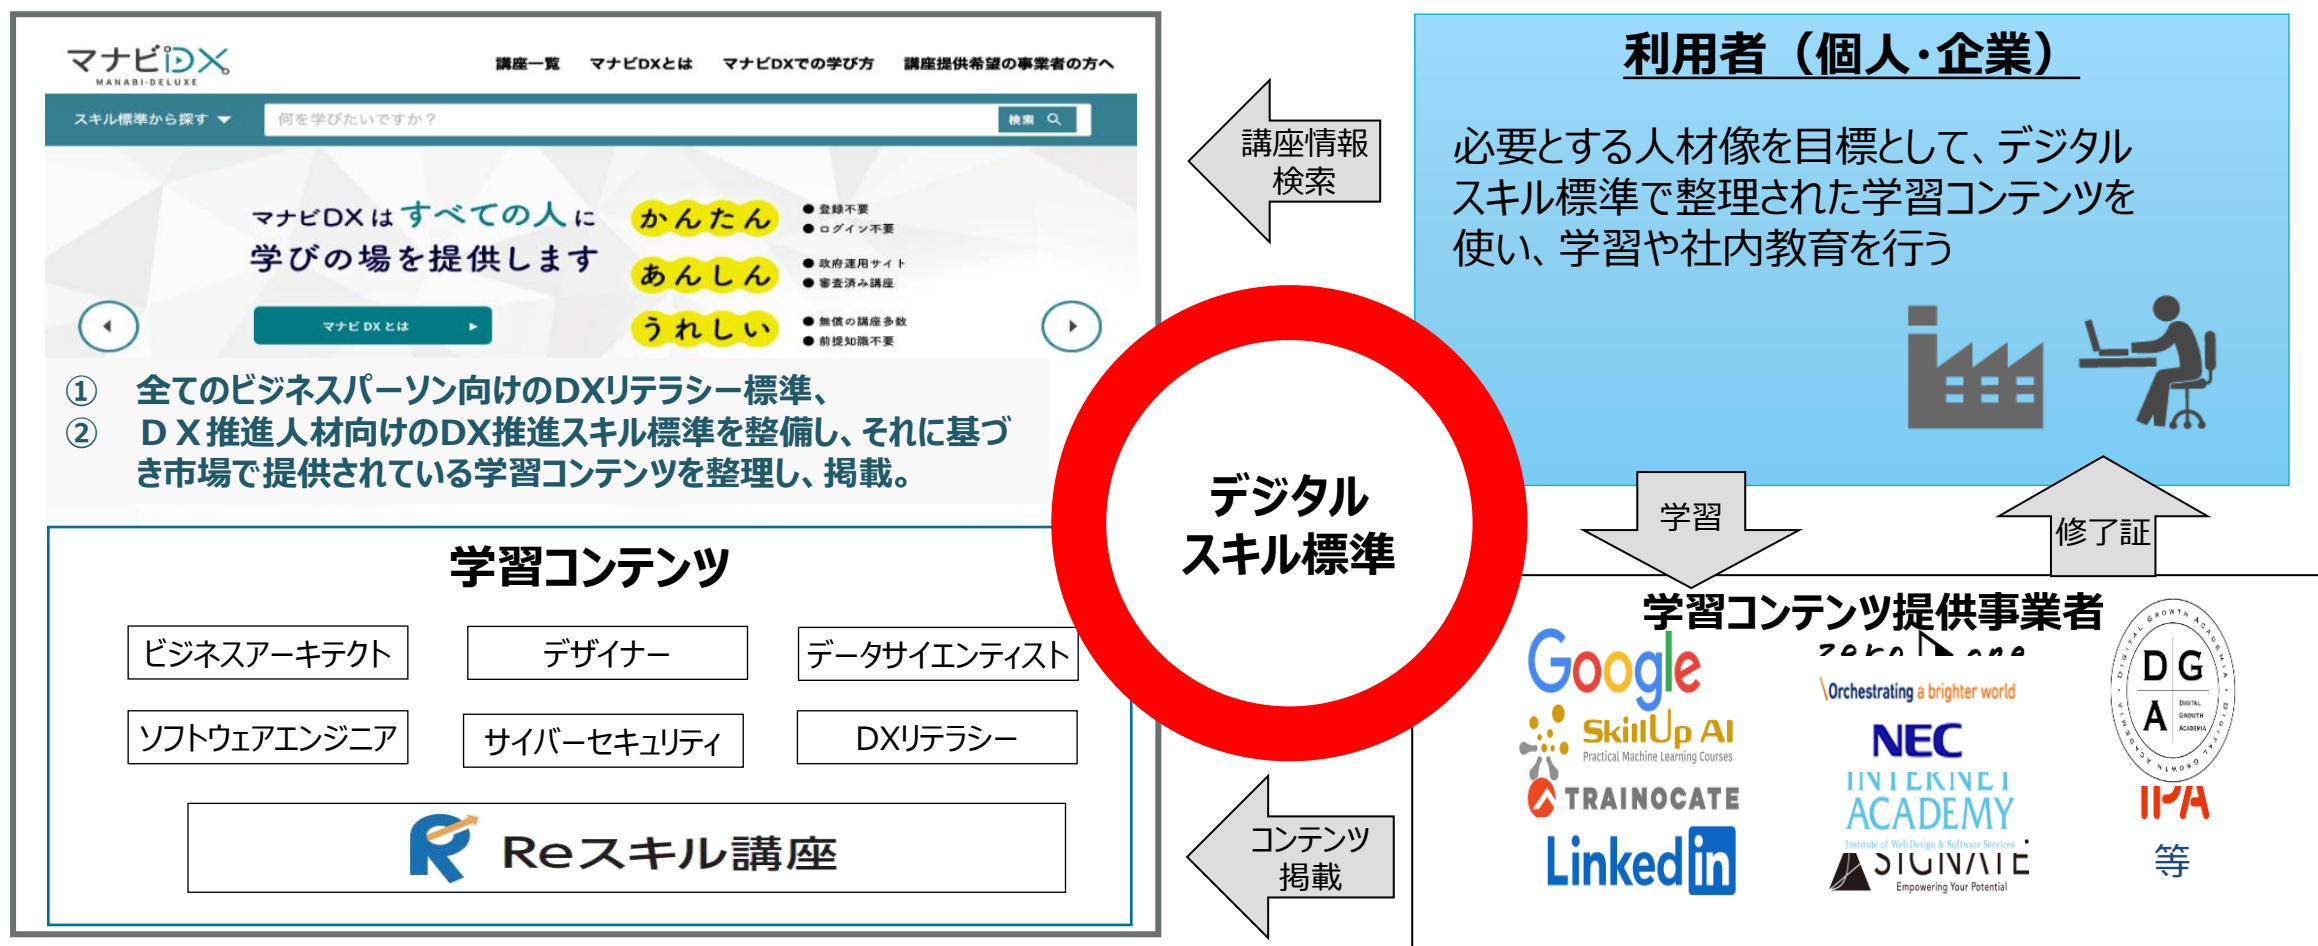 マナビDX
MANABI-DELUXE
講座一覧 マナビDXとは マナビDXでの学び方 講座提供希望の事業者の方へ
スキル標準から探す
何を学びたいですか?
検索
マナビDXはすべての人に
学びの場を提供します
マナビDXとは
かんたん
● 登録不要
● ログイン不要
あんしん
● 政府運用サイト
● 審査済み講座
うれしい
● 無償の講座多数
● 前提知識不要
① 全てのビジネスパーソン向けのDXリテラシー標準、
② DX推進人材向けのDX推進スキル標準を整備し、それに基づ
き市場で提供されている学習コンテンツを整理し、掲載。
学習コンテンツ
ビジネスアーキテクト
デザイナー
データサイエンティスト
ソフトウェアエンジニア
サイバーセキュリティ
DXリテラシー
Reスキル講座
講座情報
検索
デジタル
スキル標準
コンテンツ
掲載
利用者（個人・企業）
必要とする人材像を目標として、デジタル
スキル標準で整理された学習コンテンツを
使い、学習や社内教育を行う
学習
修了証
学習コンテンツ提供事業者
Google
SkillUp AI
Practical Machine Learning Courses
TRAINOCATE
LinkedIn
zero one
\Orchestrating a brighter world
NEC
INTERNET
ACADEMY
Institute of Web Design & Software Services
SIGNATE
Empowering Your Potential
DIGITAL GROWTH ACADEMIA
DGA
DIGITAL
GROWTH
ACADEMIA
IPA
等